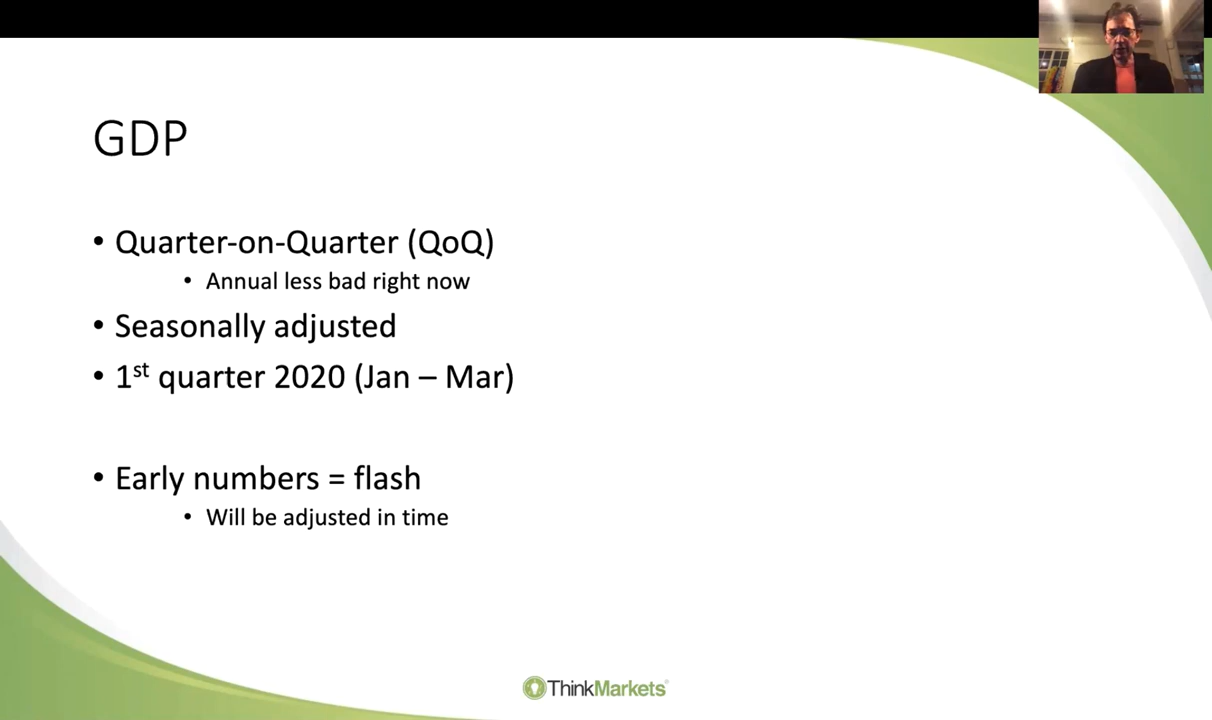 GDP
• Quarter-on-Quarter (QoQ)
• Annual less bad right now
• Seasonally adjusted
• 1st quarter 2020 (Jan – Mar)
• Early numbers = flash
• Will be adjusted in time
ThinkMarkets